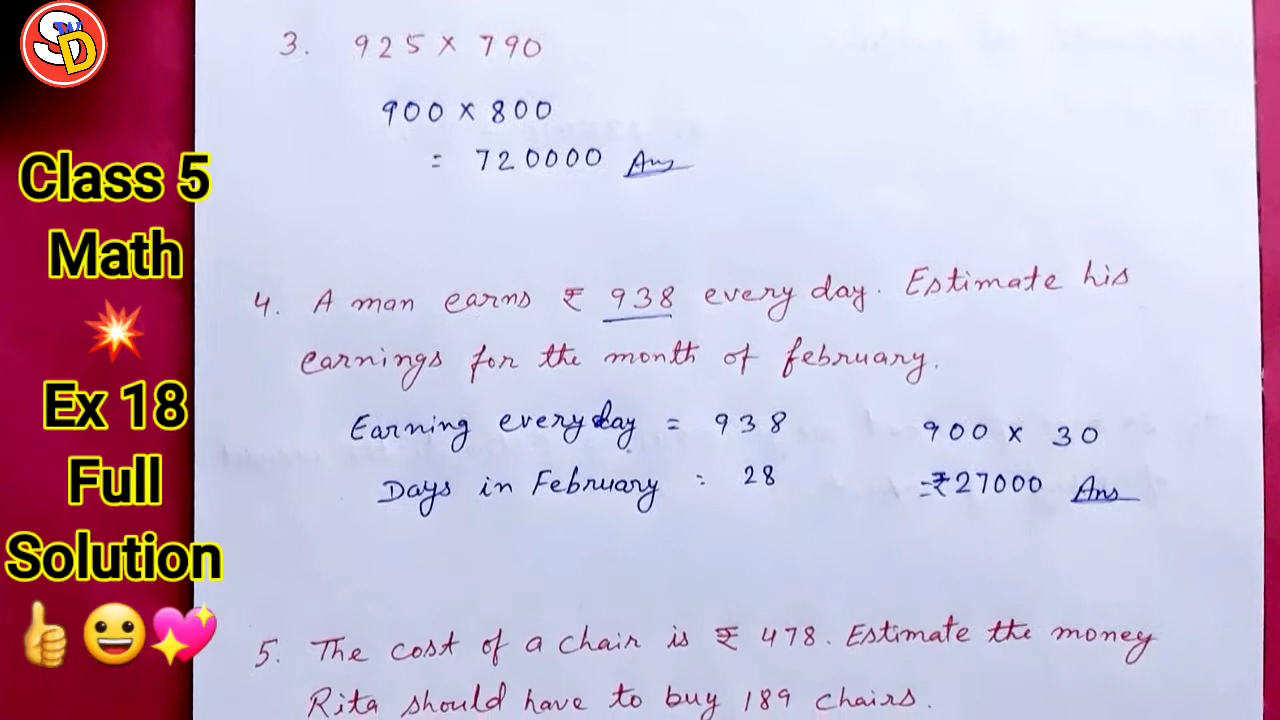 SWD
Class 5
Math
Ex 18
Full
Solution
3. 925 × 790
900 × 800
= 720000 Ans
4. A man earns ₹ 938 every day. Estimate his
earnings for the month of february.
Earning everyday = 938
Days in February : 28
900 × 30
=₹27000 Ans
5. The cost of a chair is ₹ 478. Estimate the money
Rita should have to buy 189 chairs.